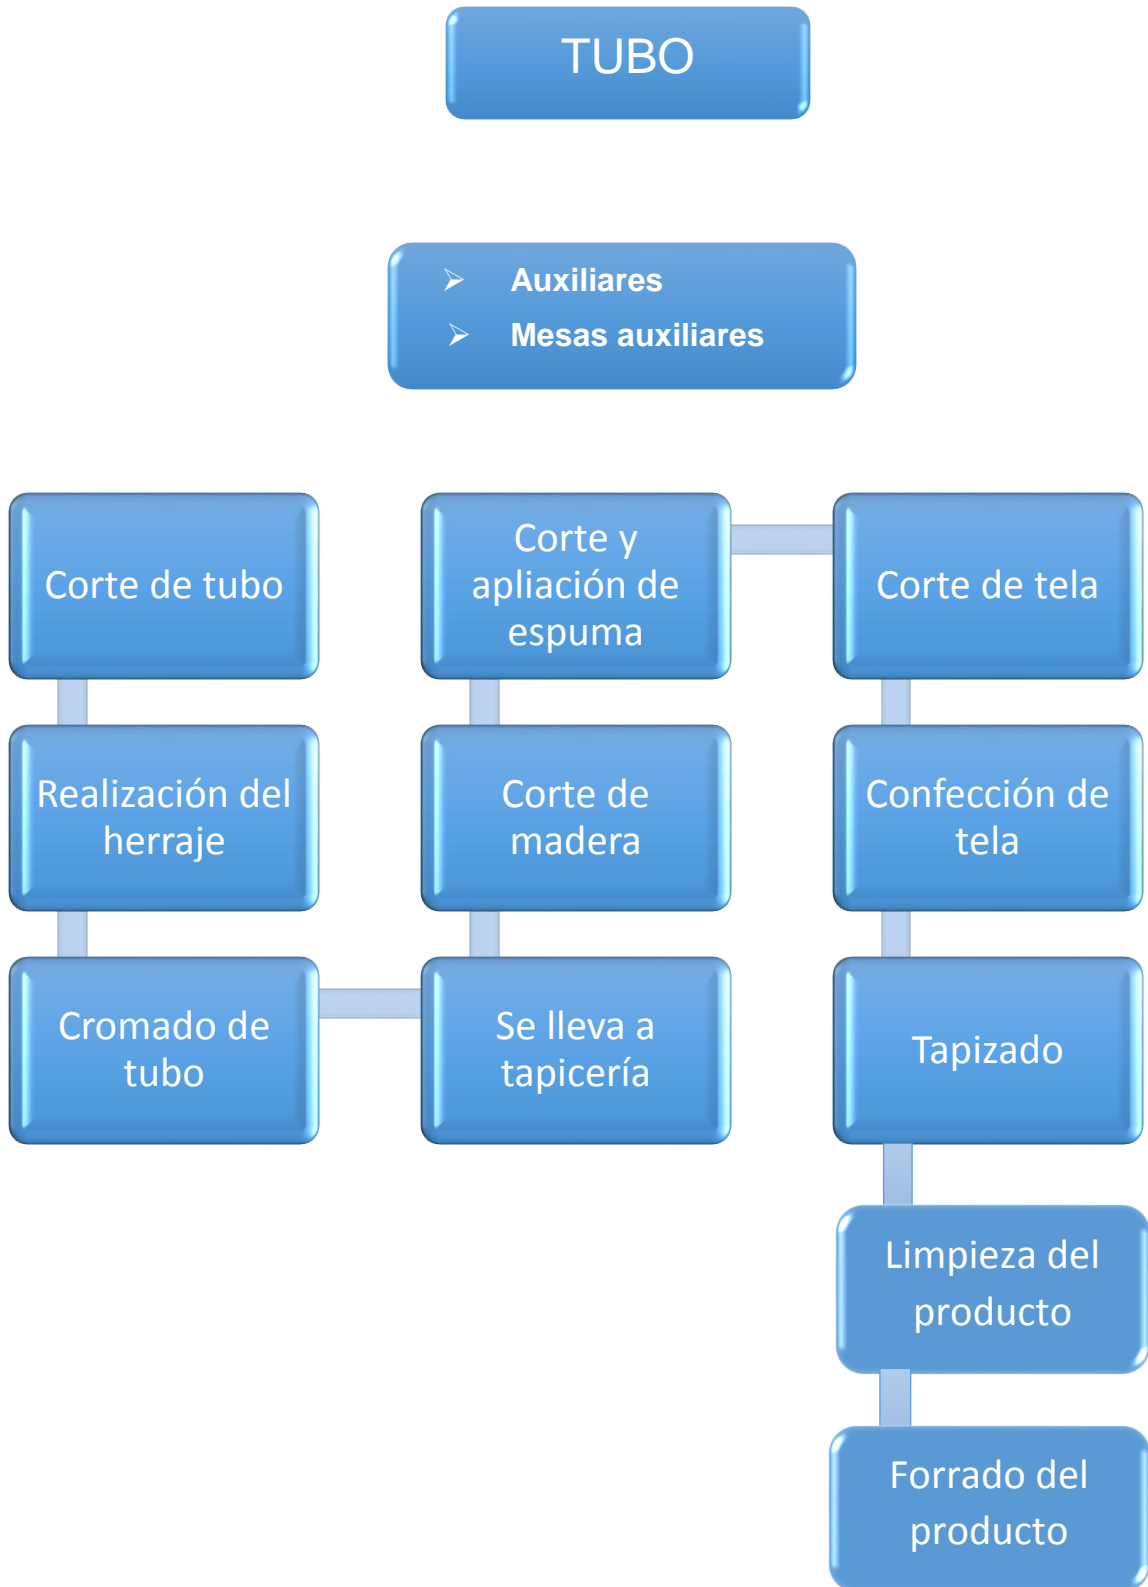 TUBO
Auxiliares
Mesas auxiliares
Corte de tubo
Realización del
herraje
Cromado de
tubo
Se lleva a
tapicería
Corte de
madera
Corte y
apliación de
espuma
Corte de tela
Confección de
tela
Tapizado
Limpieza del
producto
Forrado del
producto